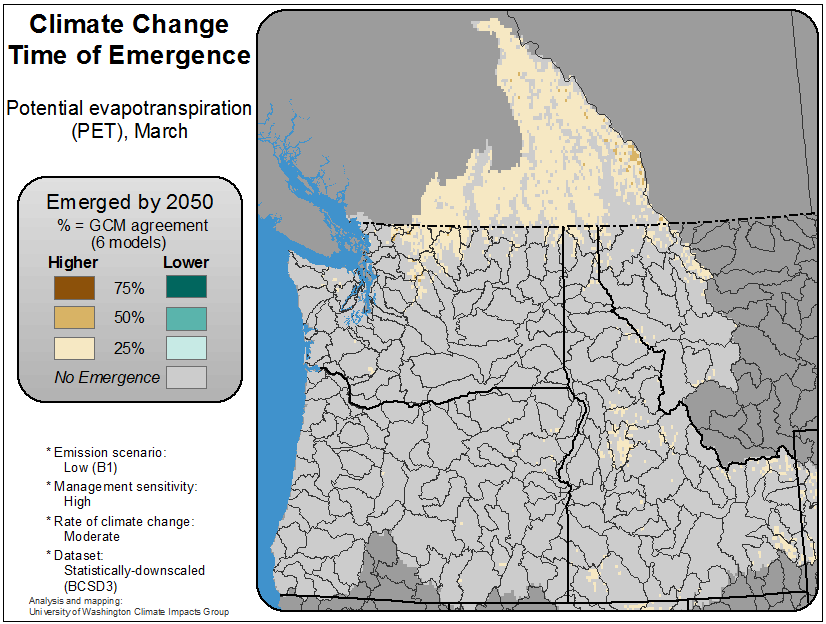 Climate Change
Time of Emergence
Potential evapotranspiration
(PET), March
Emerged by 2050
% = GCM agreement
(6 models)
Higher Lower
75%
50%
25%
No Emergence
* Emission scenario:
Low (B1)
* Management sensitivity:
High
* Rate of climate change:
Moderate
* Dataset:
Statistically-downscaled
(BCSD3)
Analysis and mapping:
University of Washington Climate Impacts Group